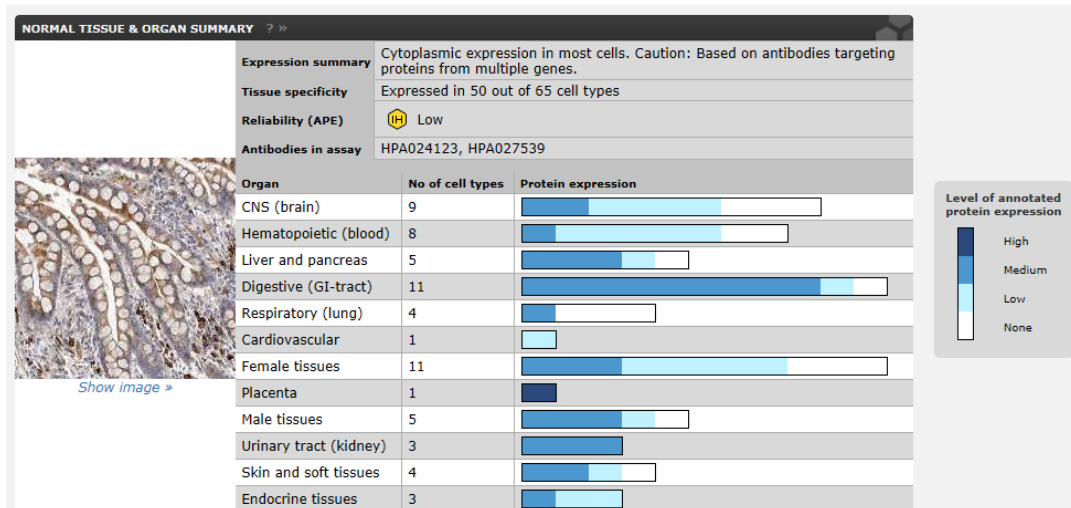 NORMAL TISSUE & ORGAN SUMMARY ? »
Expression summary Cytoplasmic expression in most cells. Caution: Based on antibodies targeting
proteins from multiple genes.
Tissue specificity Expressed in 50 out of 65 cell types
Reliability (APE) IH Low
Antibodies in assay HPA024123, HPA027539
Organ No of cell types Protein expression
CNS (brain) 9
Hematopoietic (blood) 8
Liver and pancreas 5
Digestive (GI-tract) 11
Respiratory (lung) 4
Cardiovascular 1
Female tissues 11
Placenta 1
Male tissues 5
Urinary tract (kidney) 3
Skin and soft tissues 4
Endocrine tissues 3
Show image »
Level of annotated
protein expression
High
Medium
Low
None